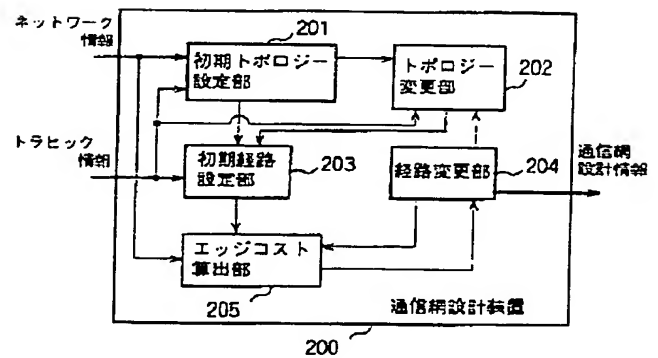 ネットワーク
情報
201
初期トポロジー
設定部
トポロジー
変更部
202
トラヒック
情報
初期経路
設定部
203
経路変更部
204
通信網
設計情報
エッジコスト
算出部
205
通信網設計装置
200